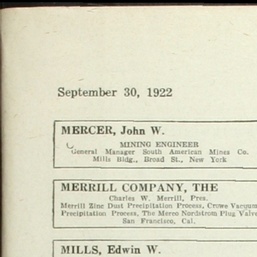 September 30, 1922
MERCER, John W.
MINING ENGINEER
General Manager South American Mines Co.
Mills Bldg., Broad St., New York
MERRILL COMPANY, THE
Charles W. Merrill, Pres.
Merrill Zinc Dust Precipitation Process, Crowe Vacuum
Precipitation Process, The Merco Nordstrom Plug Valve
San Francisco, Cal.
MILLS, Edwin W.